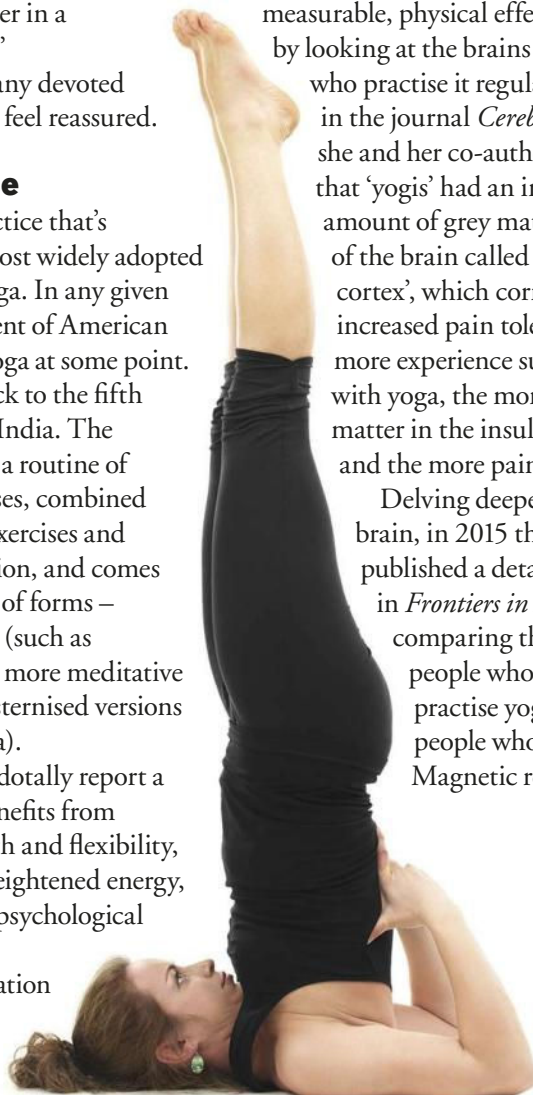 er in a
’
any devoted
feel reassured.
e
ctice that’s
ost widely adopted
ga. In any given
ent of American
oga at some point.
ck to the fifth
India. The
a routine of
ses, combined
xercises and
ion, and comes
of forms –
(such as
more meditative
sternised versions
a).
dotally report a
nefits from
h and flexibility,
eightened energy,
psychological
ation
measurable, physical effe
by looking at the brains
who practise it regula
in the journal Cereb
she and her co-auth
that ‘yogis’ had an in
amount of grey mat
of the brain called
cortex’, which corr
increased pain tole
more experience su
with yoga, the mor
matter in the insul
and the more pain
Delving deepe
brain, in 2015 th
published a deta
in Frontiers in
comparing th
people who
practise yog
people who
Magnetic r